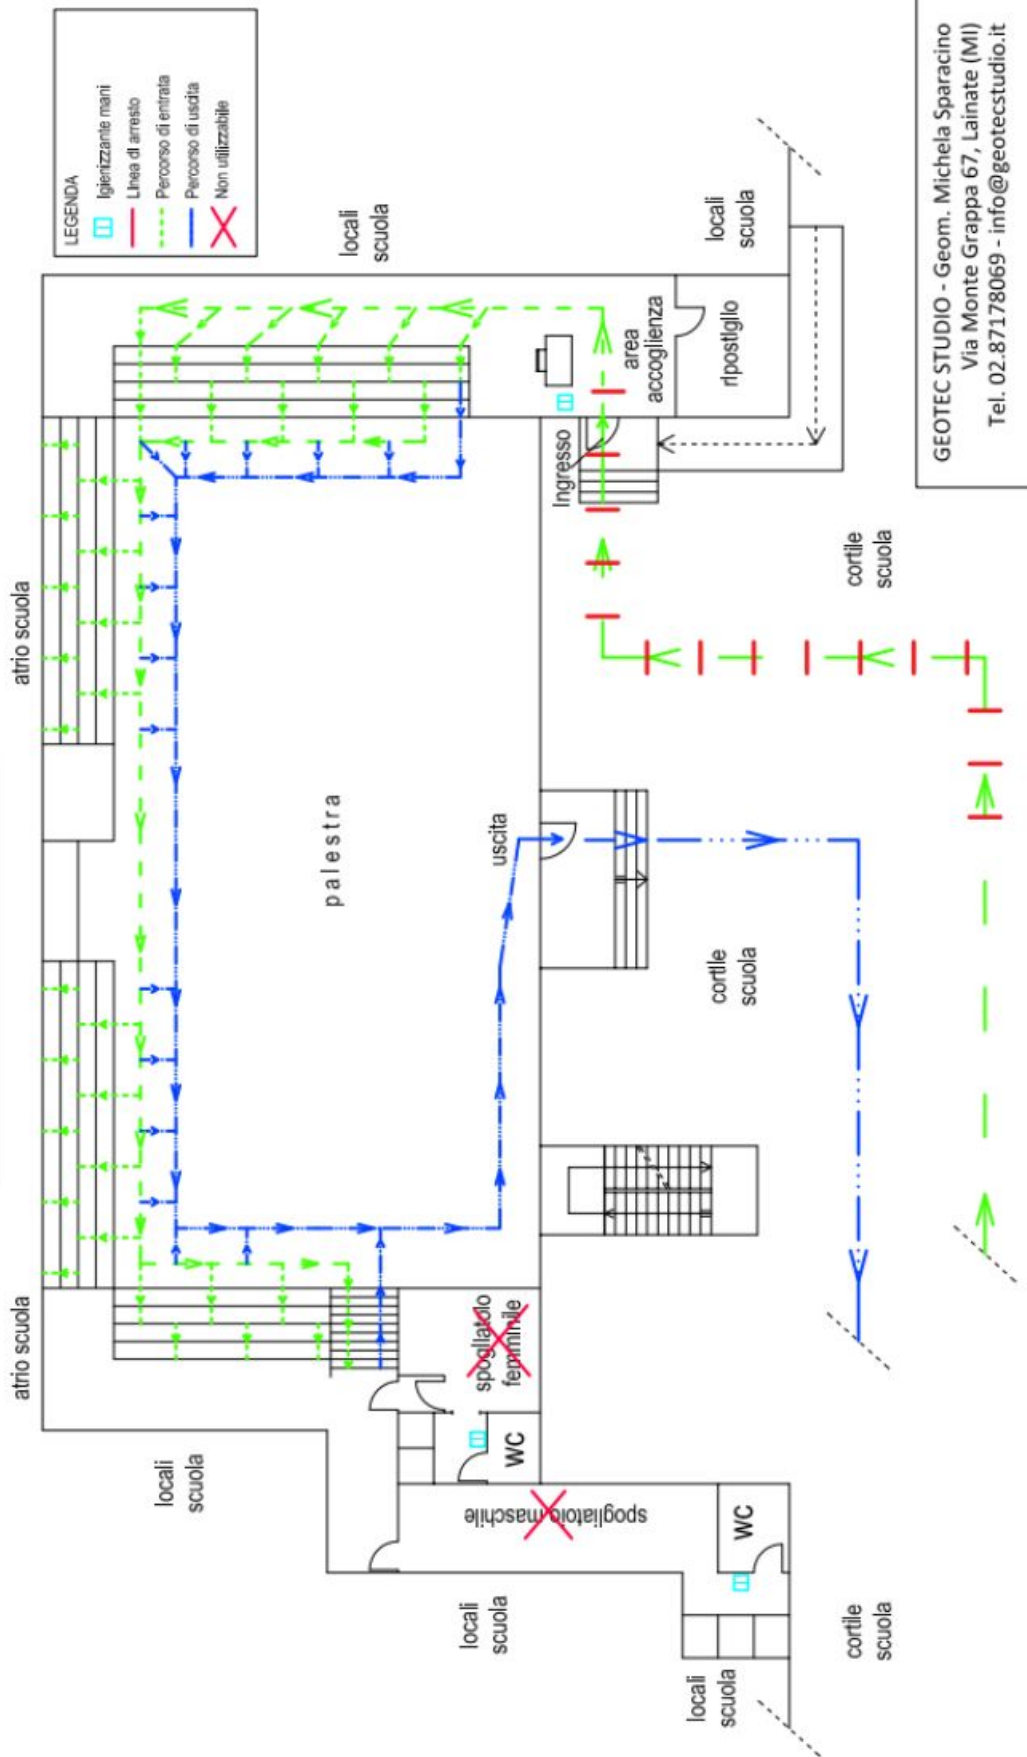 LEGENDA
Igienizzante mani
Linea di arresto
Percorso di entrata
Percorso di uscita
Non utilizzabile
atrio scuola
atrio scuola
locali
scuola
locali
scuola
locali
scuola
palestra
area
accoglienza
ripostiglio
Ingresso
uscita
spogliatoio
femminile
WC
spogliatoio maschile
WC
locali
scuola
locali
scuola
cortile
scuola
cortile
scuola
cortile
scuola
GEOTEC STUDIO - Geom. Michela Sparacino
Via Monte Grappa 67, Lainate (MI)
Tel. 02.87178069 - info@geotecstudio.it